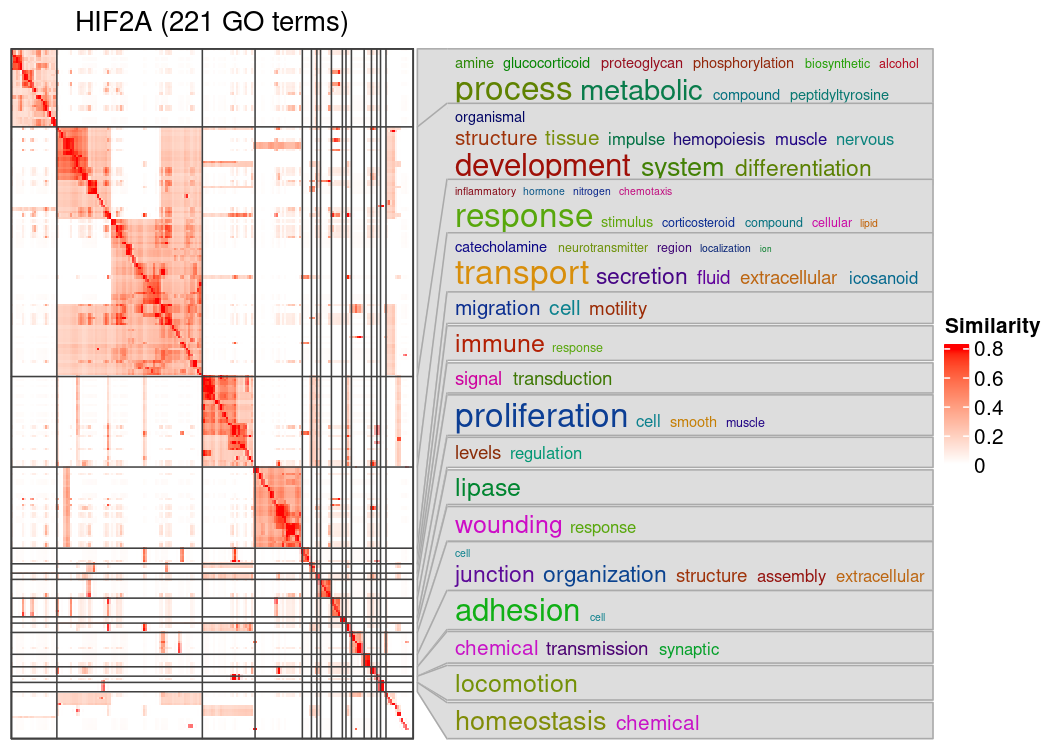 HIF2A (221 GO terms)
amine glucocorticoid proteoglycan phosphorylation biosynthetic alcohol
process metabolic compound peptidyltyrosine
organismal
structure tissue impulse hemopoiesis muscle nervous
development system differentiation
inflammatory hormone nitrogen chemotaxis
response stimulus corticosteroid compound cellular lipid
catecholamine neurotransmitter region localization ion
transport secretion fluid extracellular icosanoid
migration cell motility
immune response
signal transduction
proliferation cell smooth muscle
levels regulation
lipase
wounding response
cell
junction organization structure assembly extracellular
adhesion cell
chemical transmission synaptic
locomotion
homeostasis chemical
Similarity
0.8
0.6
0.4
0.2
0